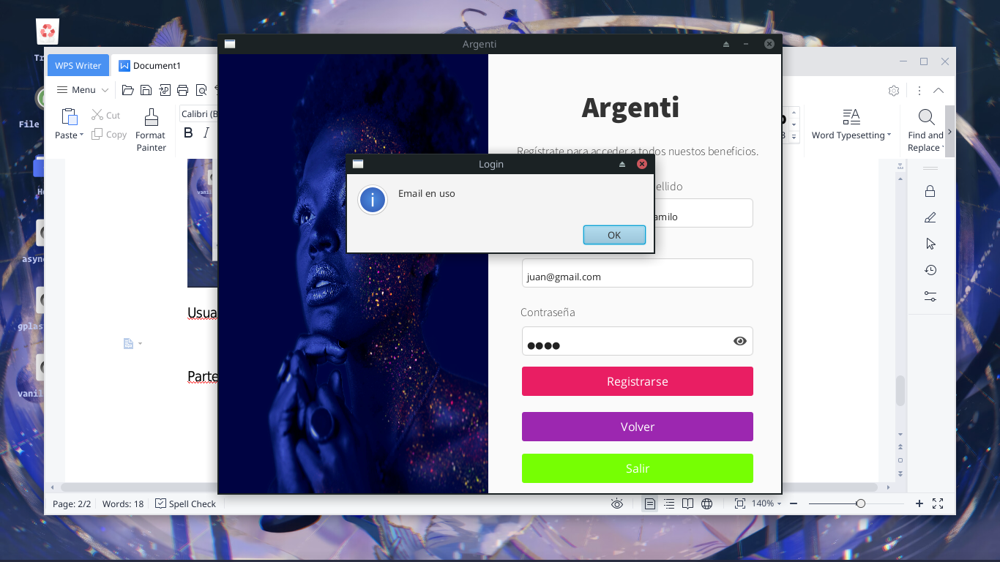 Argenti
WPS Writer
Document1
Menu
Paste
Cut
Copy
Format
Painter
Calibri (B
B I
Word Typesetting
Find and
Replace
Argenti
Regístrate para acceder a todos nuestos beneficios.
ellido
amilo
Login
Email en uso
OK
juan@gmail.com
Contraseña
Registrarse
Volver
Salir
File
Usua
Parte
async
gplas
vanil
Page: 2/2
Words: 18
Spell Check
140%